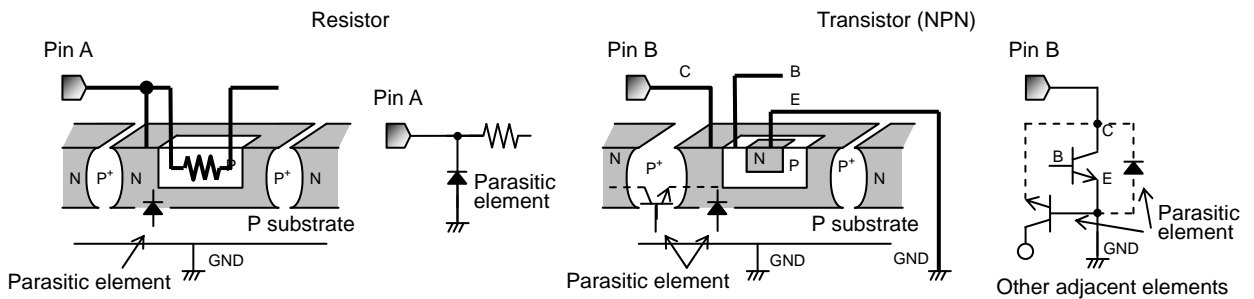 Resistor
Transistor (NPN)
Pin A
Pin B
Pin B
C
B
E
Pin A
C
B
E
N
P+
N
P
P+
N
N
P+
N
P
P+
N
Parasitic
element
P substrate
P substrate
Parasitic
element
GND
GND
GND
GND
Parasitic element
Parasitic element
Other adjacent elements